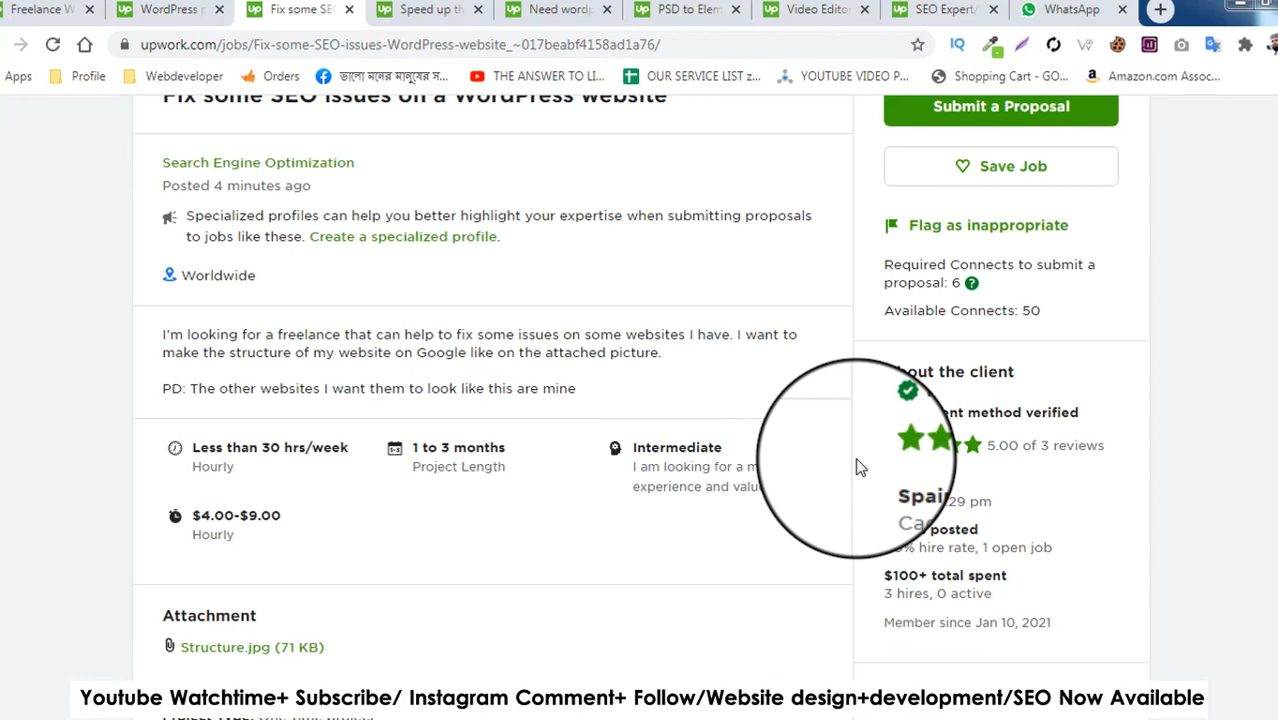 Freelance W
WordPress p
Fix some SE
Speed up th
Need wordp
PSD to Elem
Video Editor
SEO Expert/
WhatsApp
upwork.com/jobs/Fix-some-SEO-issues-WordPress-website_~017beabf4158ad1a76/
Apps
Profile
Webdeveloper
Orders
ভালো মলের মানুষের স...
THE ANSWER TO LI...
OUR SERVICE LIST z...
YOUTUBE VIDEO P...
Shopping Cart - GO...
Amazon.com Assoc...
Fix some SEO issues on a WordPress website
Search Engine Optimization
Posted 4 minutes ago
Specialized profiles can help you better highlight your expertise when submitting proposals
to jobs like these. Create a specialized profile.
Worldwide
I'm looking for a freelance that can help to fix some issues on some websites I have. I want to
make the structure of my website on Google like on the attached picture.
PD: The other websites I want them to look like this are mine
Less than 30 hrs/week
Hourly
1 to 3 months
Project Length
Intermediate
I am looking for a m
experience and valu
$4.00-$9.00
Hourly
Attachment
Structure.jpg (71 KB)
Submit a Proposal
Save Job
Flag as inappropriate
Required Connects to submit a
proposal: 6
Available Connects: 50
bout the client
ent method verified
5.00 of 3 reviews
Spain
:29 pm
Ca
posted
% hire rate, 1 open job
$100+ total spent
3 hires, 0 active
Member since Jan 10, 2021
Youtube Watchtime+ Subscribe/ Instagram Comment+ Follow/Website design+development/SEO Now Available